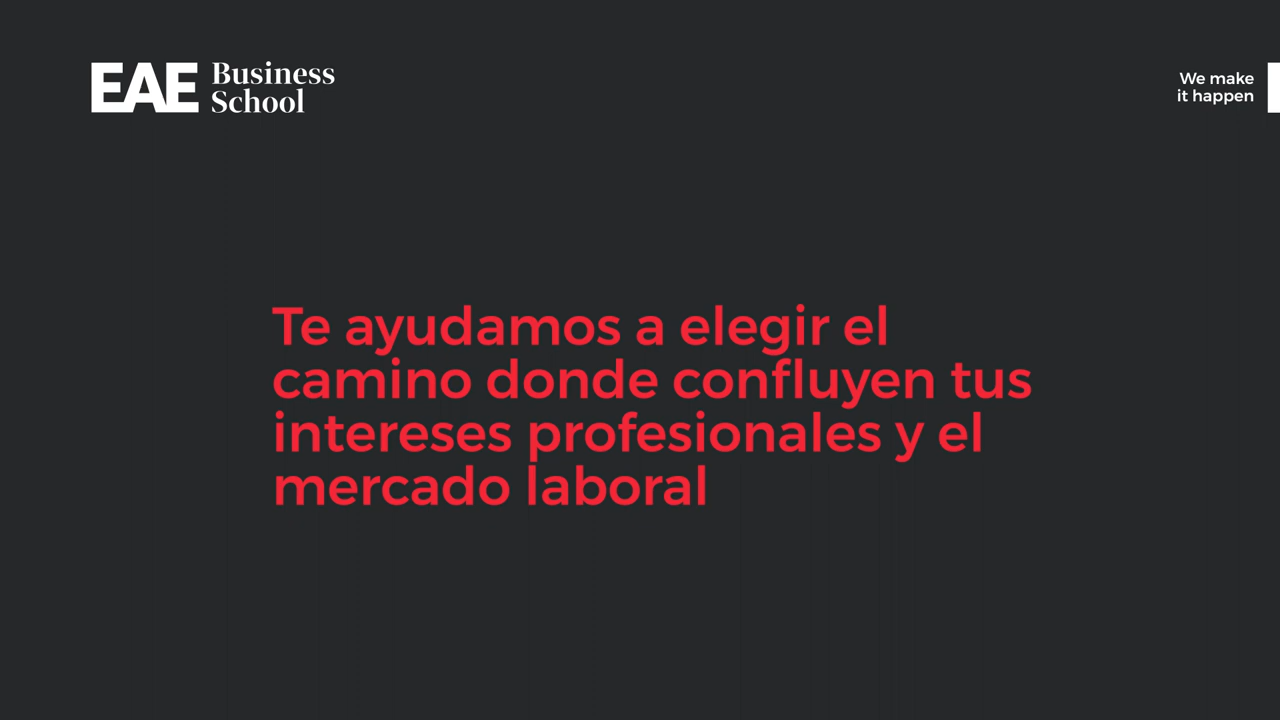 EAE Business
School
We make
it happen
Te ayudamos a elegir el
camino donde confluyen tus
intereses profesionales y el
mercado laboral